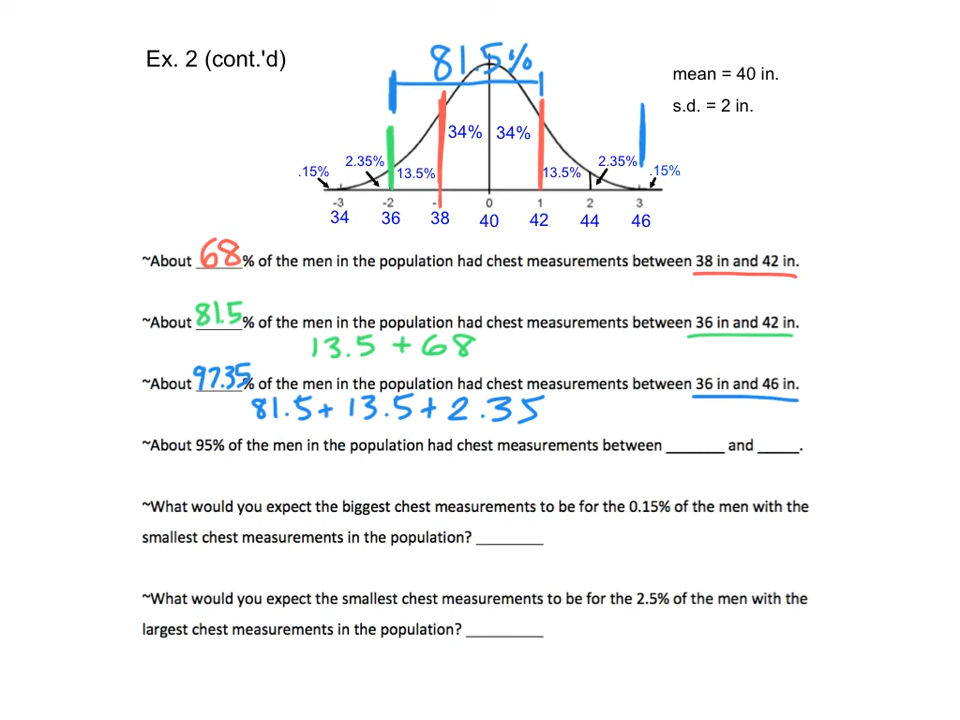 Ex. 2 (cont.'d)
81.5%
mean = 40 in.
s.d. = 2 in.
34% 34%
.15% 2.35% 13.5% 13.5% 2.35% .15%
-3 -2 - 0 1 2 3
34 36 38 40 42 44 46
~About 68% of the men in the population had chest measurements between 38 in and 42 in.
~About 81.5% of the men in the population had chest measurements between 36 in and 42 in.
13.5 + 68
~About 97.35% of the men in the population had chest measurements between 36 in and 46 in.
81.5 + 13.5 + 2.35
~About 95% of the men in the population had chest measurements between ______ and _____.
~What would you expect the biggest chest measurements to be for the 0.15% of the men with the
smallest chest measurements in the population? ________
~What would you expect the smallest chest measurements to be for the 2.5% of the men with the
largest chest measurements in the population? ________